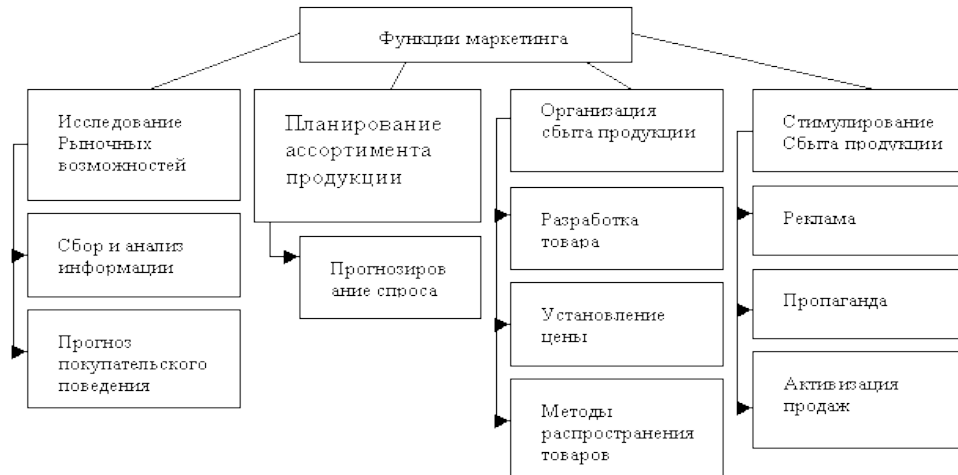 Функции маркетинга
Исследование
Рыночных
возможностей
Сбор и анализ
информации
Прогноз
покупательского
поведения
Планирование
ассортимента
продукции
Прогнозиров
ание спроса
Организация
сбыта продукции
Разработка
товара
Установление
цены
Методы
распространения
товаров
Стимулирование
Сбыта продукции
Реклама
Пропаганда
Активизация
продаж